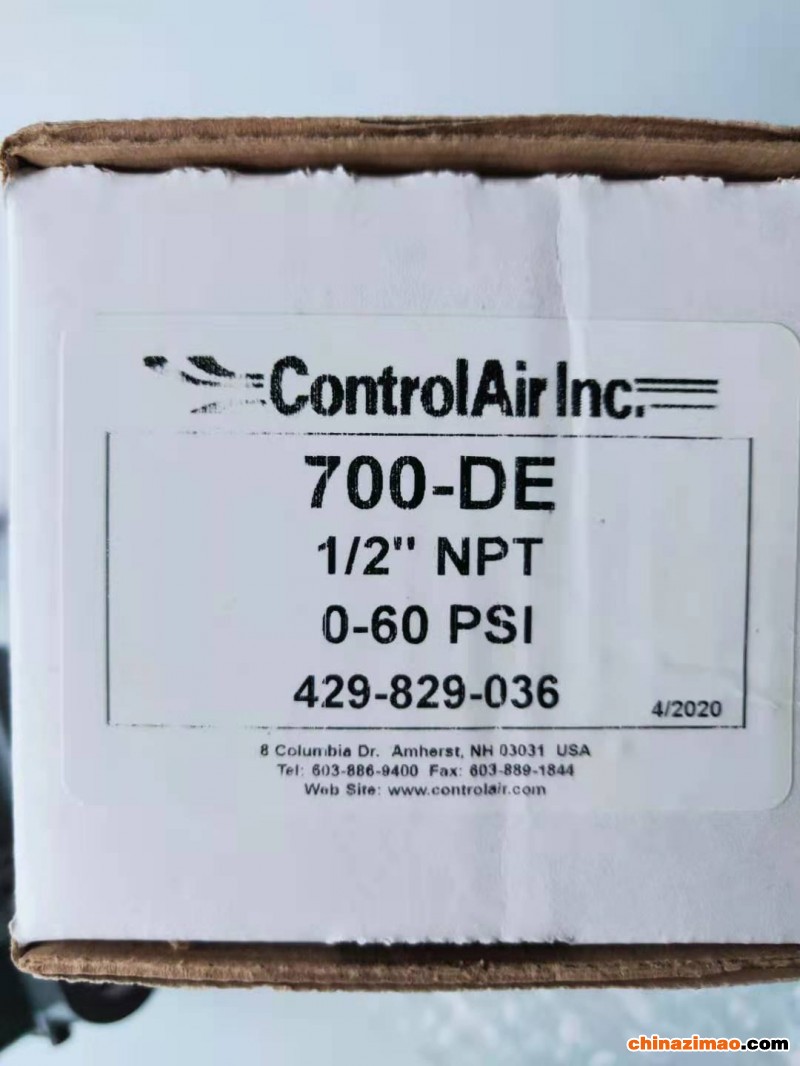 ControlAir Inc.
700-DE
1/2" NPT
0-60 PSI
429-829-036
4/2020
8 Columbia Dr. Amherst, NH 03031 USA
Tel: 603-886-9400 Fax: 603-889-1844
Web Site: www.controlair.com
chinazimao.com